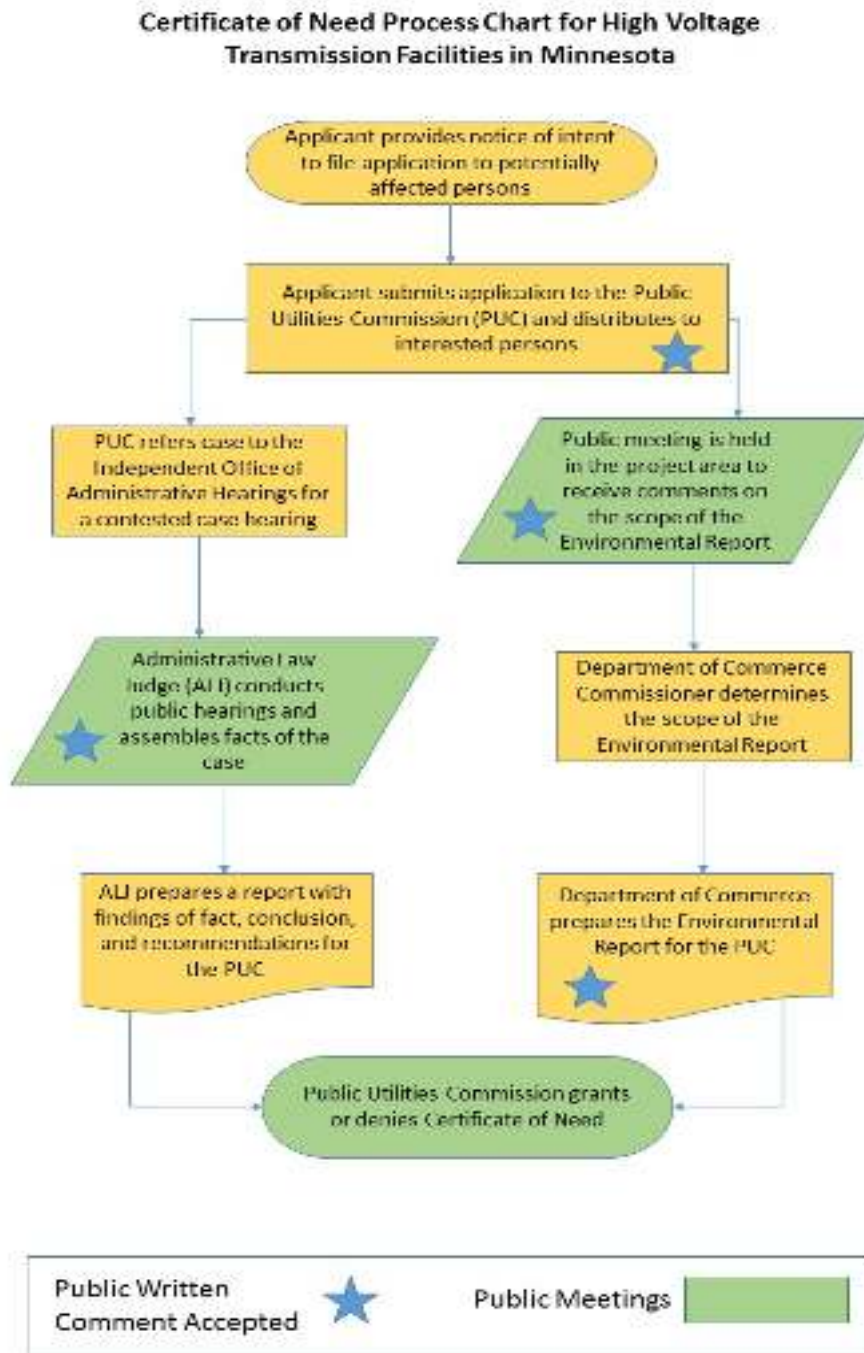 Certificate of Need Process Chart for High Voltage
Transmission Facilities in Minnesota
Applicant provides notice of intent
to file application to potentially
affected persons
Applicant submits application to the Public
Utilities Commission (PUC) and distributes to
interested persons
PUC refers case to the
Independent Office of
Administrative Hearings for
a contested case hearing
Public meeting is held
in the project area to
receive comments on
the scope of the
Environmental Report
Administrative Law
Judge (ALJ) conducts
public hearings and
assembles facts of the
case
Department of Commerce
Commissioner determines
the scope of the
Environmental Report
ALJ prepares a report with
findings of fact, conclusion,
and recommendations for
the PUC
Department of Commerce
prepares the Environmental
Report for the PUC
Public Utilities Commission grants
or denies Certificate of Need
Public Written
Comment Accepted
Public Meetings